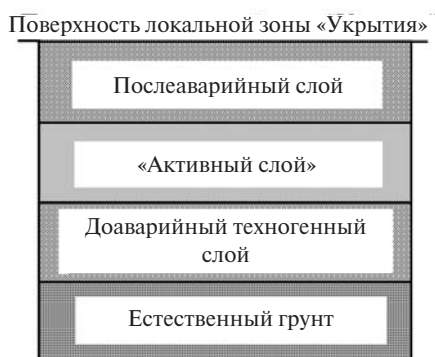 Поверхность локальной зоны «Укрытия»
Послеаварийный слой
«Активный слой»
Доаварийный техногенный
слой
Естественный грунт